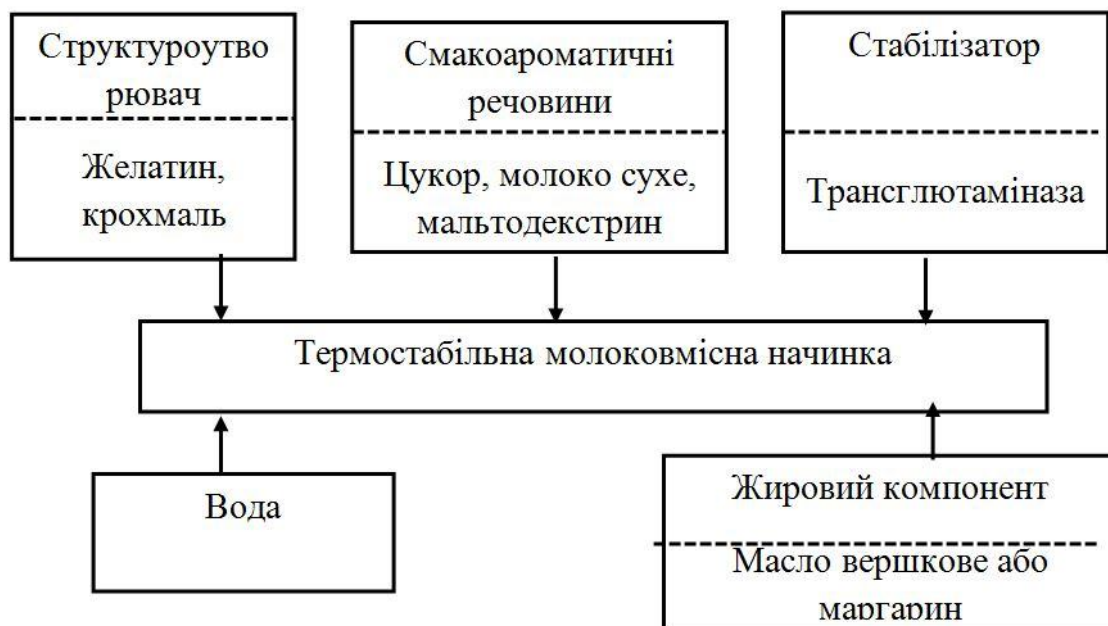 Структуроутво
рювач
Желатин,
крохмаль
Смакоароматичні
речовини
Цукор, молоко сухе,
мальтодекстрин
Стабілізатор
Трансглютаміназа
Термостабільна молоковмісна начинка
Вода
Жировий компонент
Масло вершкове або
маргарин